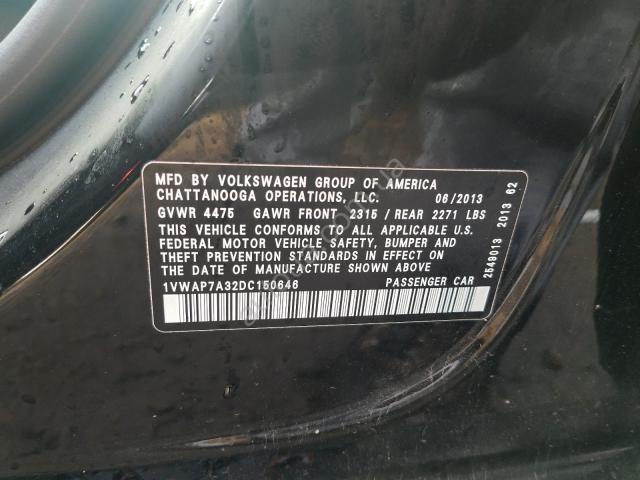 MFD BY VOLKSWAGEN GROUP OF AMERICA
CHATTANOOGA OPERATIONS, LLC. 06/2013
GVWR 4475 GAWR FRONT 2315 / REAR 2271 LBS
THIS VEHICLE CONFORMS TO ALL APPLICABLE U.S.
FEDERAL MOTOR VEHICLE SAFETY, BUMPER AND
THEFT PREVENTION STANDARDS IN EFFECT ON
THE DATE OF MANUFACTURE SHOWN ABOVE
1VWAP7A32DC150646 PASSENGER CAR
2549013 2013 62